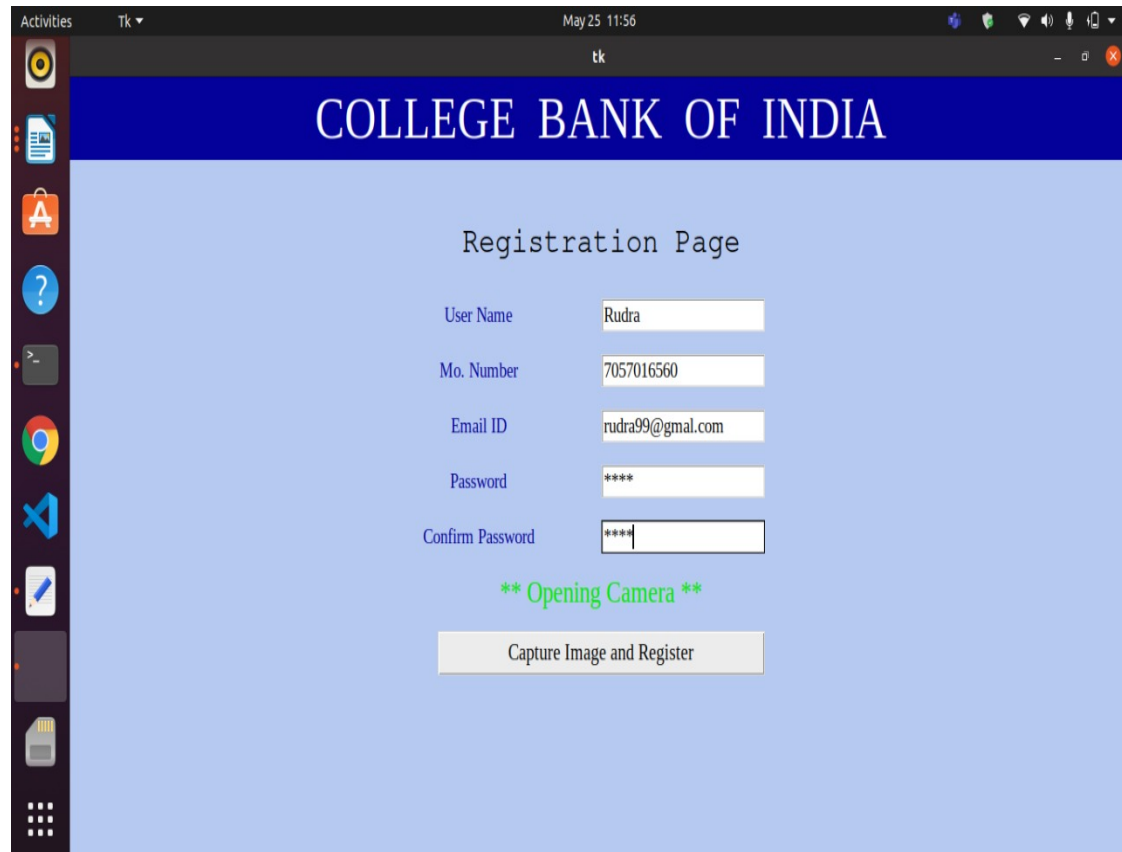 Activities Tk May 25 11:56
tk
COLLEGE BANK OF INDIA
Registration Page
User Name Rudra
Mo. Number 7057016560
Email ID rudra99@gmal.com
Password ****
Confirm Password ****
** Opening Camera **
Capture Image and Register